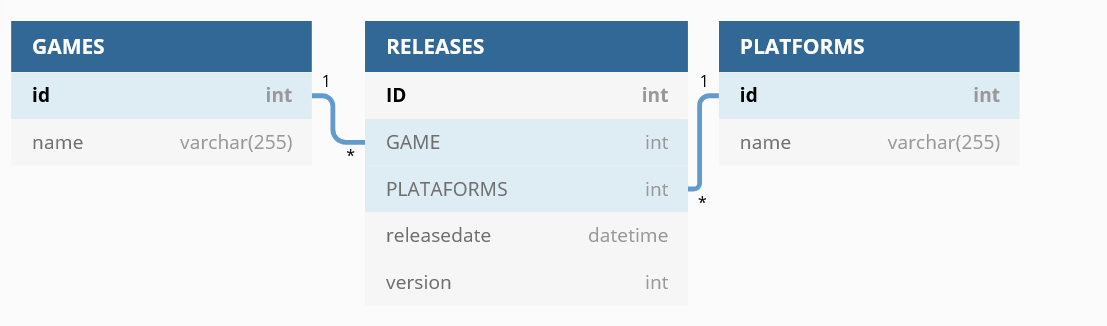 GAMES
id int
name varchar(255)
1
*
RELEASES
ID int
GAME int
PLATAFORMS int
releasedate datetime
version int
1
*
PLATFORMS
id int
name varchar(255)